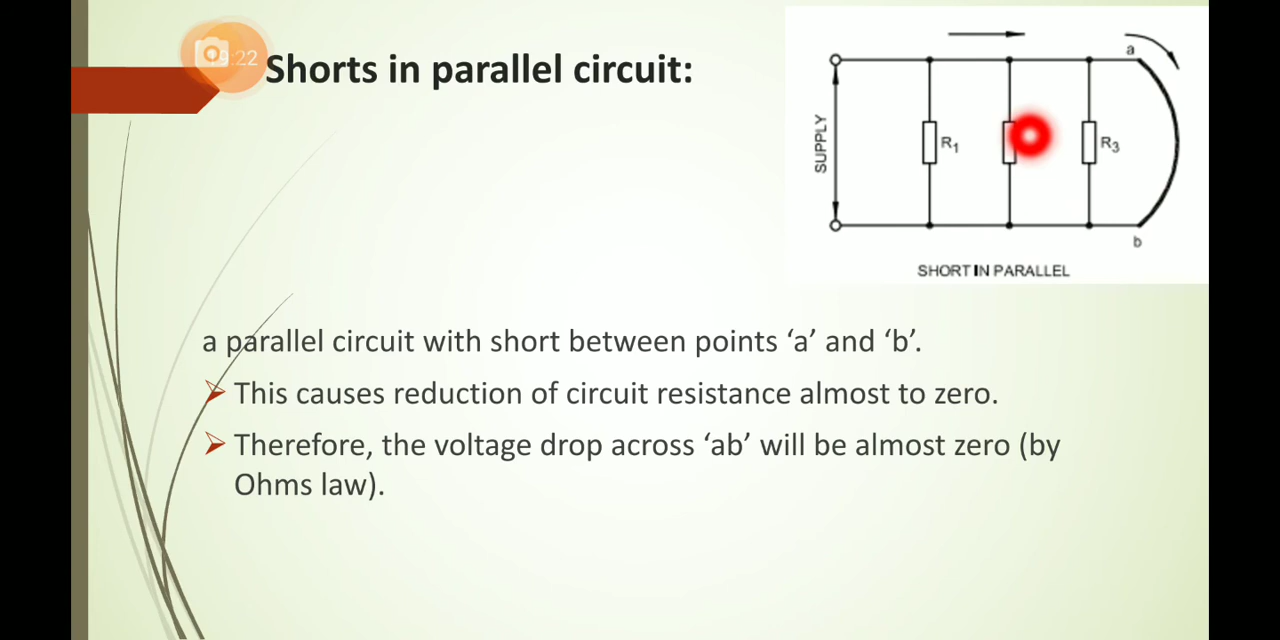 19:22
Shorts in parallel circuit:
a
SUPPLY
R1
R3
b
SHORT IN PARALLEL
a parallel circuit with short between points ‘a’ and ‘b’.
This causes reduction of circuit resistance almost to zero.
Therefore, the voltage drop across ‘ab’ will be almost zero (by
Ohms law).